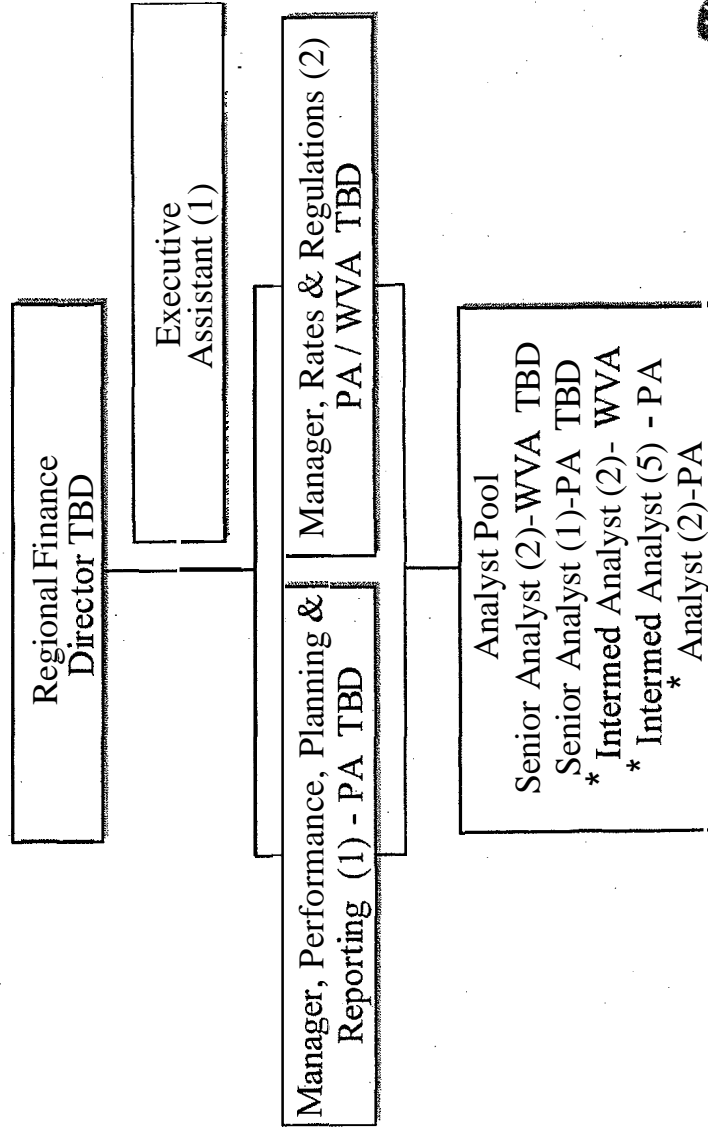 Regional Finance
Director TBD
Executive
Assistant (1)
Manager, Performance, Planning &
Reporting (1) - PA TBD
Manager, Rates & Regulations (2)
PA / WVA TBD
Analyst Pool
Senior Analyst (2)-WVA TBD
Senior Analyst (1)-PA TBD
* Intermed Analyst (2)- WVA
* Intermed Analyst (5) - PA
* Analyst (2)-PA